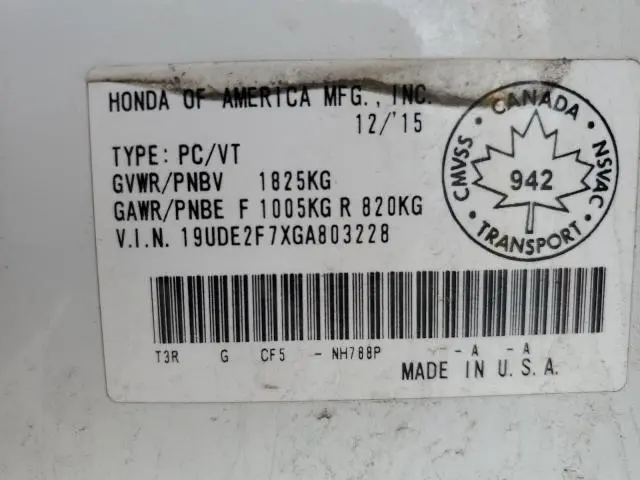 HONDA OF AMERICA MFG., INC.
12/'15
TYPE: PC/VT
GVWR/PNBV 1825KG
GAWR/PNBE F 1005KG R 820KG
V.I.N. 19UDE2F7XGA803228
CANADA
CMVSS
NSVAC
942
TRANSPORT
T3R G CF5 - NH788P - - A - A
MADE IN U.S.A.